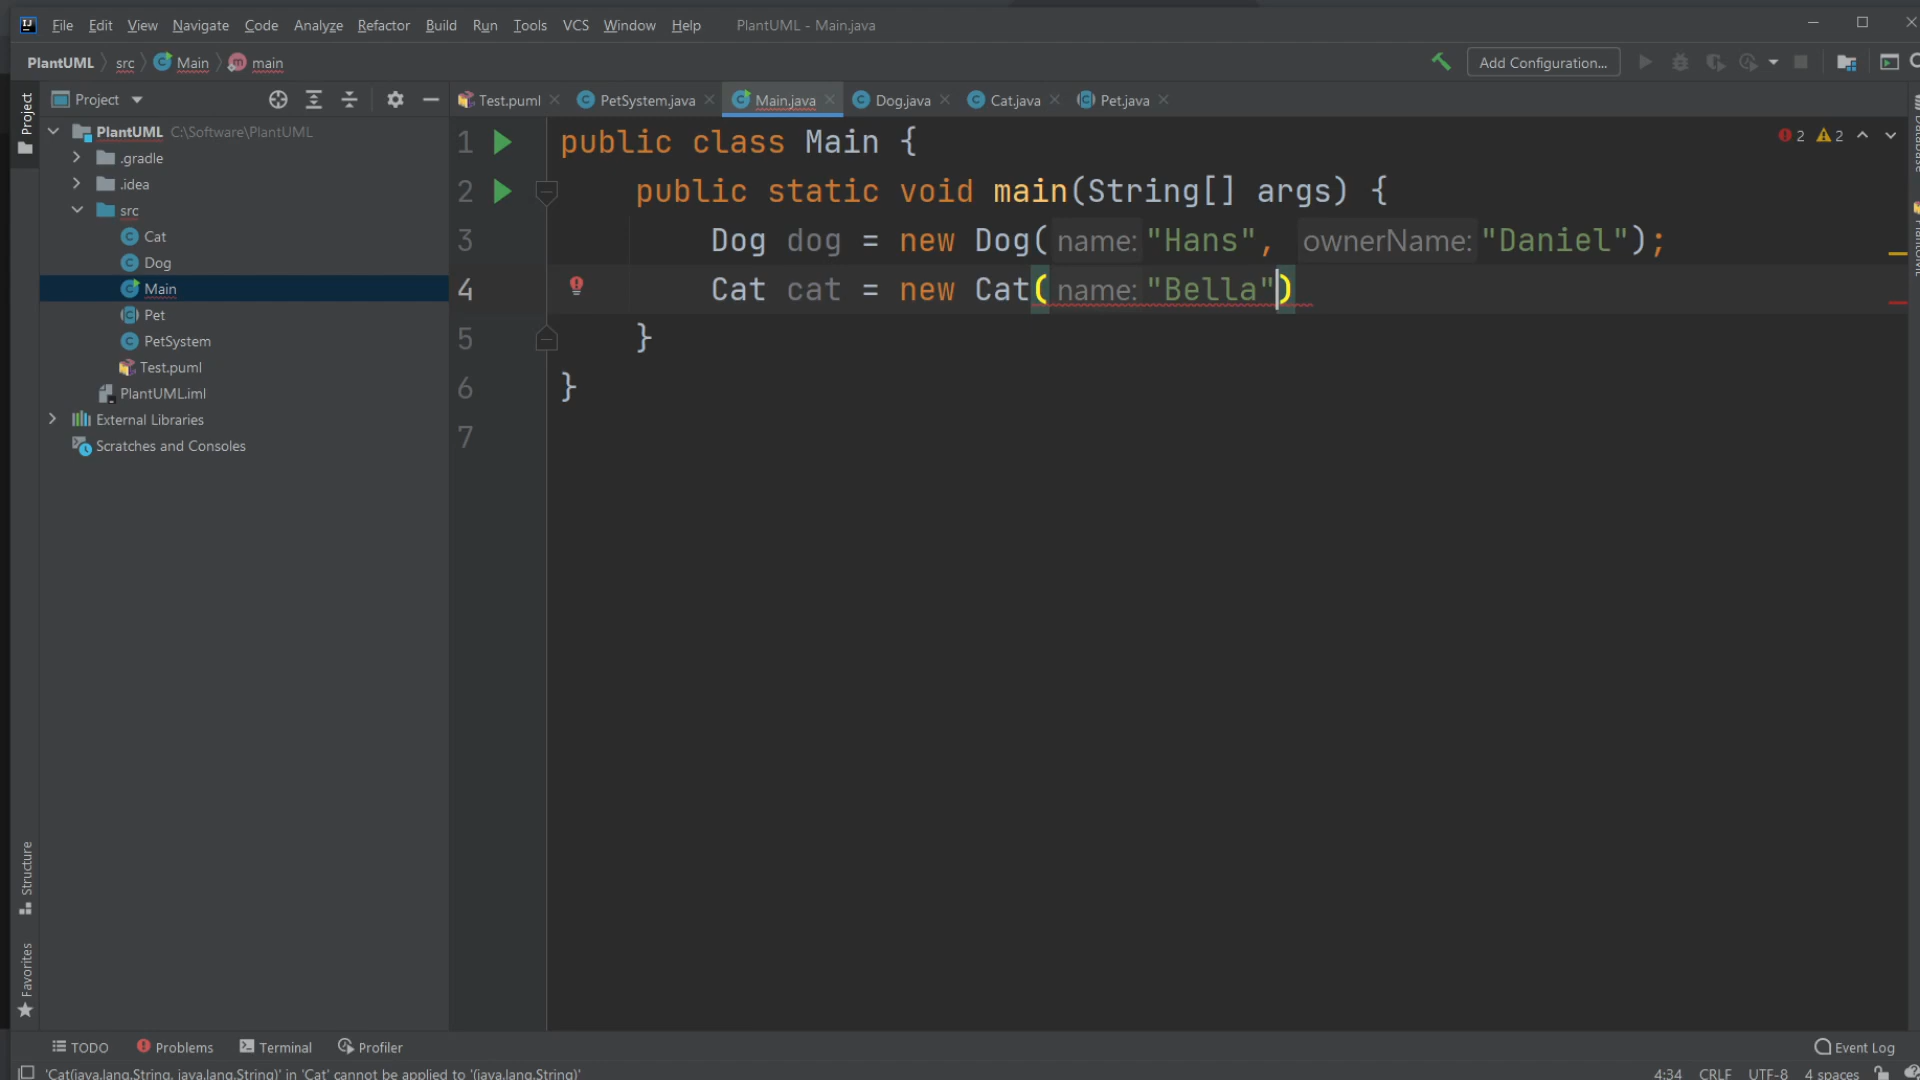 File Edit View Navigate Code Analyze Refactor Build Run Tools VCS Window Help PlantUML - Main.java
PlantUML src Main main Add Configuration...
Project Test.puml PetSystem.java Main.java Dog.java Cat.java Pet.java
Project
PlantUML C:\Software\PlantUML
.gradle
.idea
src
Cat
Dog
Main
Pet
PetSystem
Test.puml
PlantUML.iml
External Libraries
Scratches and Consoles
1 public class Main {
2 public static void main(String[] args) {
3 Dog dog = new Dog( name: "Hans", ownerName: "Daniel");
4 Cat cat = new Cat( name: "Bella")
5 }
6 }
7
2 2
Database
PlantUML
Structure
Favorites
TODO Problems Terminal Profiler Event Log
'Cat(java.lang.String, java.lang.String)' in 'Cat' cannot be applied to '(java.lang.String)' 4:34 CRLF UTF-8 4 spaces